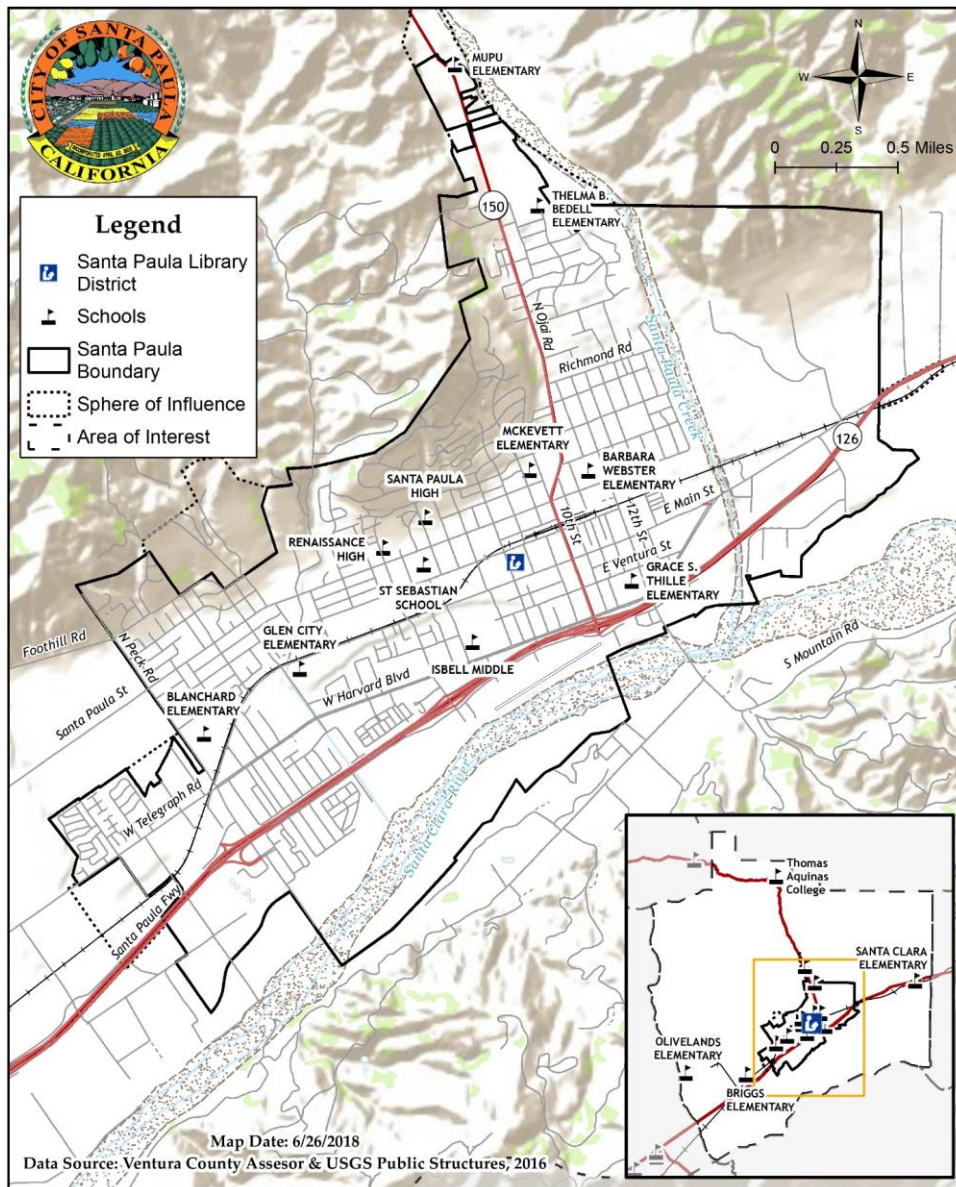 CITY OF SANTA PAULA
CALIFORNIA
MUPU
ELEMENTARY
N
W
E
S
0 0.25 0.5 Miles
THELMA B.
BEDELL
ELEMENTARY
150
Legend
Santa Paula Library
District
Schools
Santa Paula
Boundary
Sphere of Influence
Area of Interest
N Ojai Rd
Richmond Rd
Santa Paula Creek
126
MCKEVETT
ELEMENTARY
BARBARA
WEBSTER
ELEMENTARY
SANTA PAULA
HIGH
10th St
12th St
E Main St
RENAISSANCE
HIGH
E Ventura St
GRACE S.
THILLE
ELEMENTARY
ST SEBASTIAN
SCHOOL
Foothill Rd
N Peck Rd
GLEN CITY
ELEMENTARY
ISBELL MIDDLE
S Mountain Rd
W Harvard Blvd
Santa Paula St
BLANCHARD
ELEMENTARY
W Telegraph Rd
Santa Clara River
Santa Paula Fwy
Thomas
Aquinas
College
SANTA CLARA
ELEMENTARY
OLIVELANDS
ELEMENTARY
BRIGGS
ELEMENTARY
Map Date: 6/26/2018
Data Source: Ventura County Assesor & USGS Public Structures, 2016